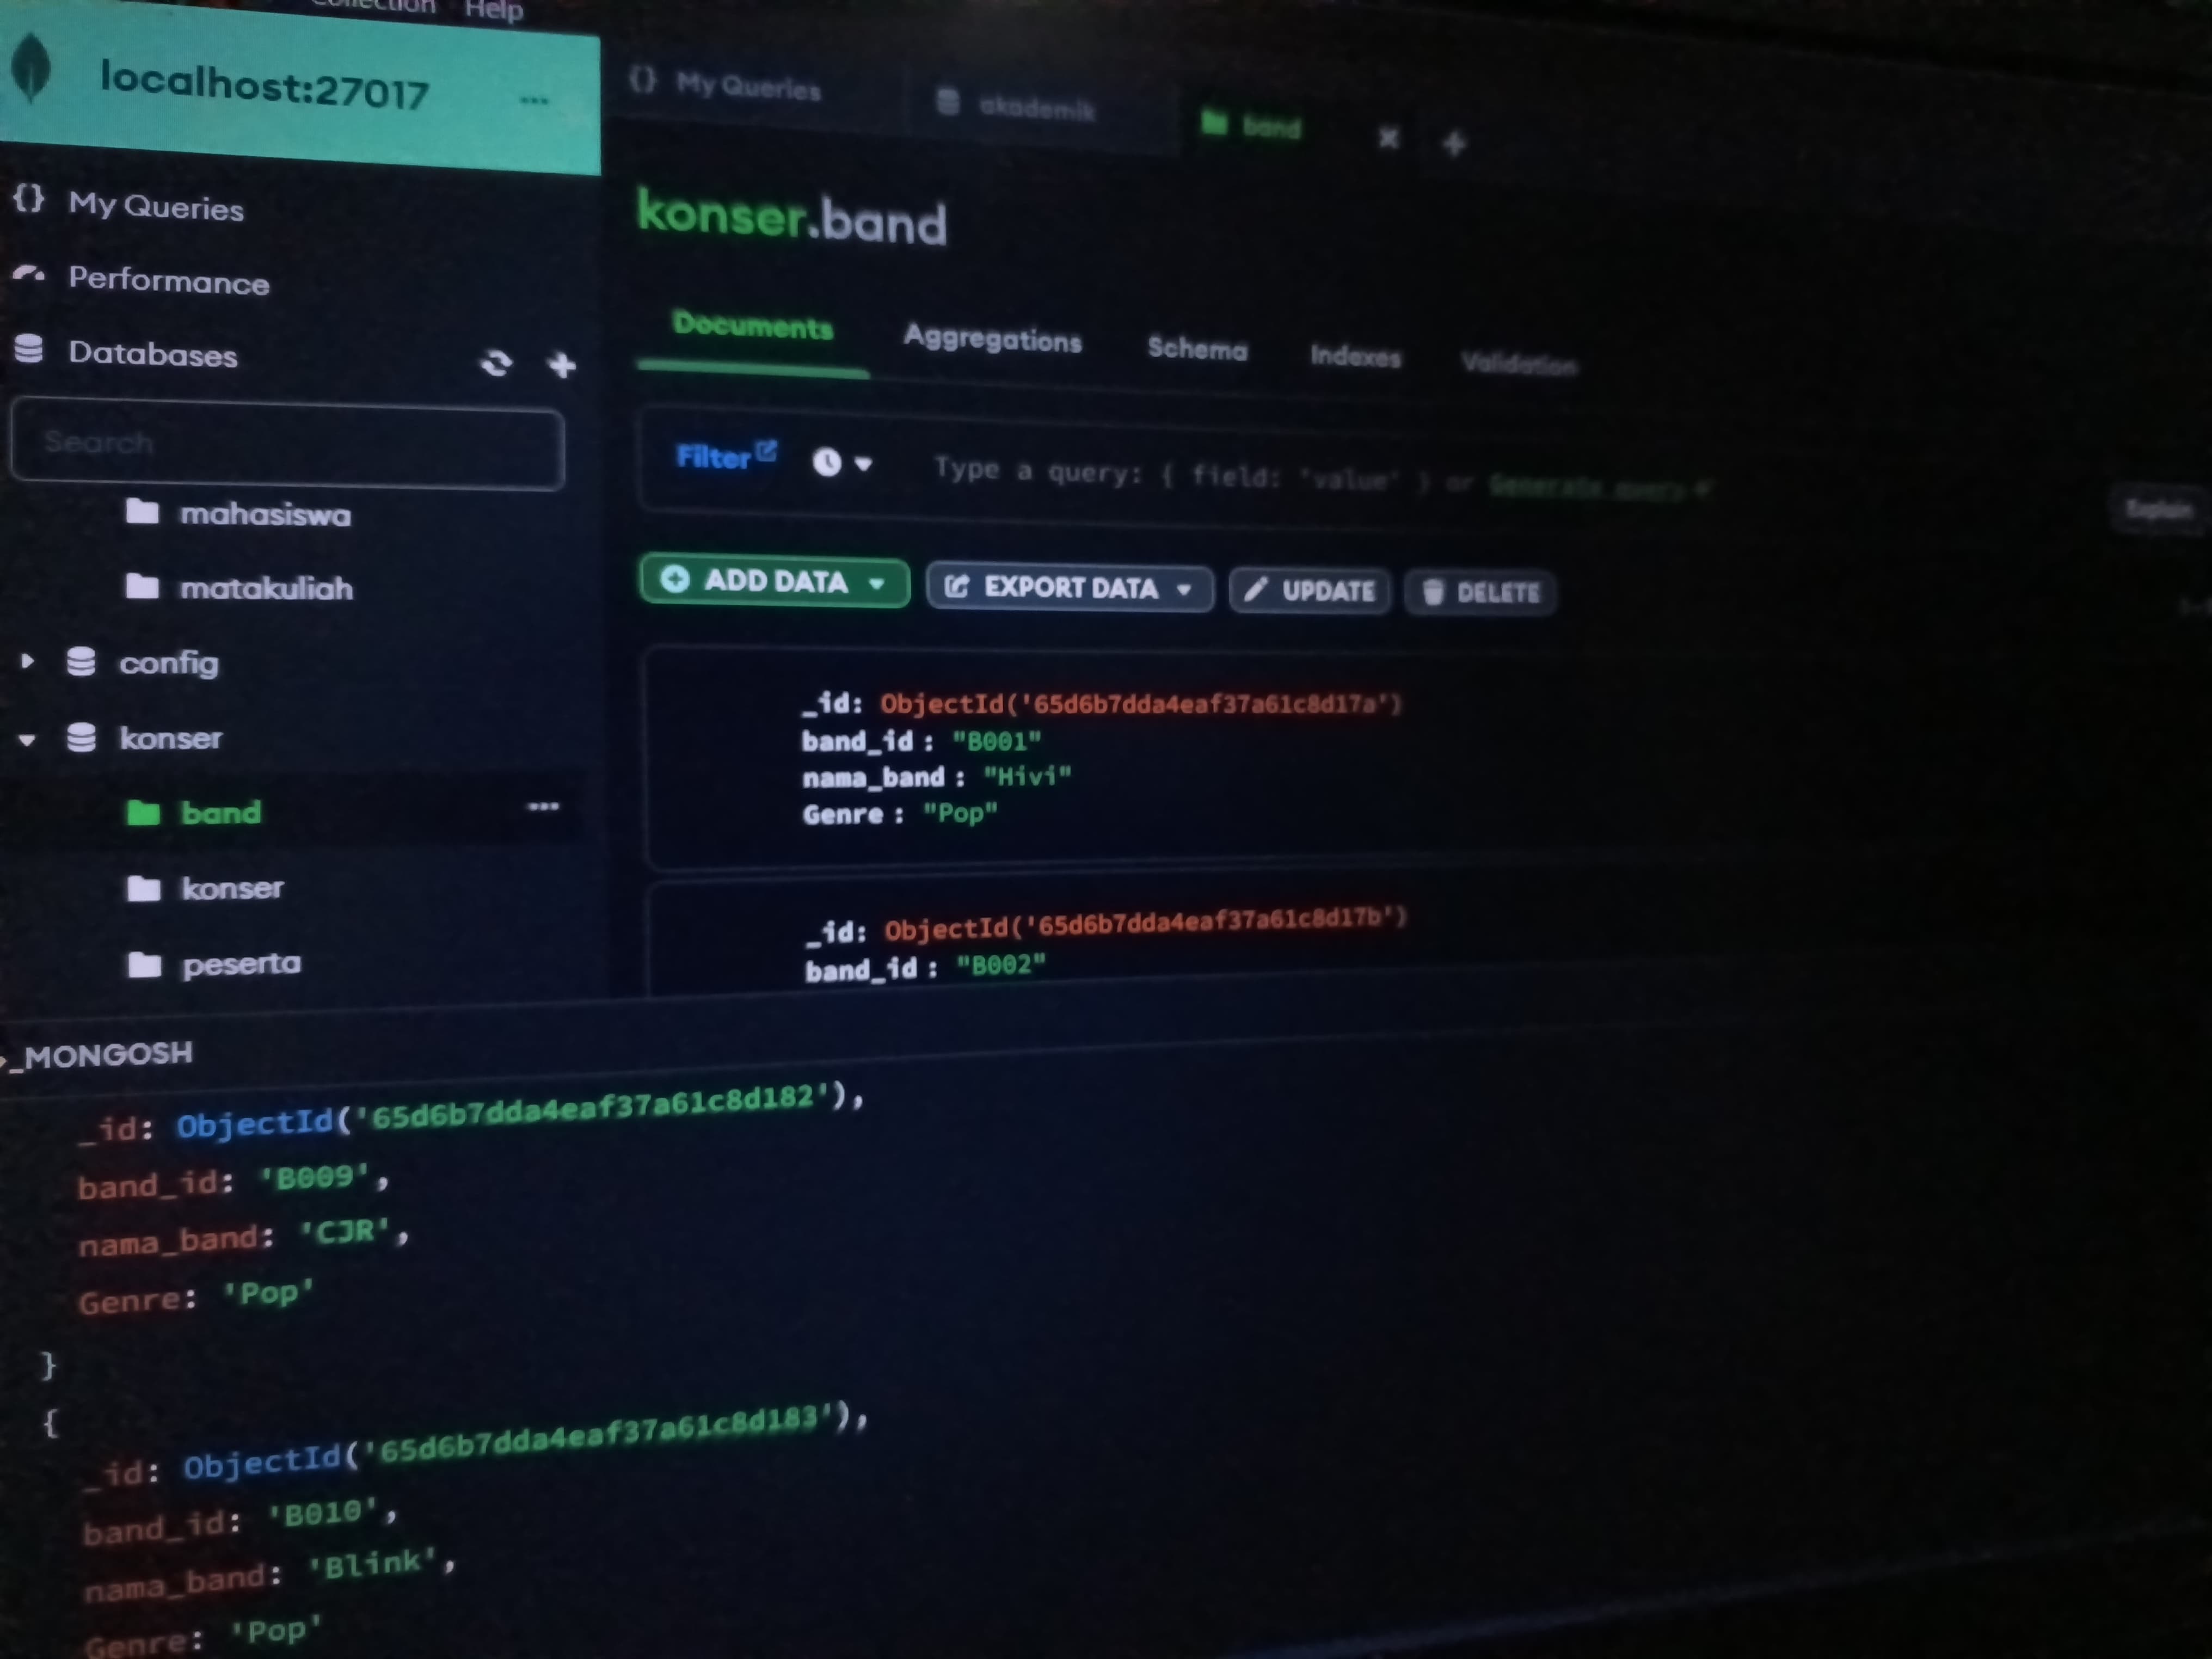 Collection Help
localhost:27017 ...
{} My Queries
Performance
Databases
Search
mahasiswa
matakuliah
config
konser
band ...
konser
peserta
{} My Queries
akademik
band
konser.band
Documents Aggregations Schema Indexes Validation
Filter Type a query: { field: 'value' } or Generate query
Explain
ADD DATA EXPORT DATA UPDATE DELETE
_id: ObjectId('65d6b7dda4eaf37a61c8d17a')
band_id : "B001"
nama_band : "Hivi"
Genre : "Pop"
_id: ObjectId('65d6b7dda4eaf37a61c8d17b')
band_id : "B002"
>_MONGOSH
_id: ObjectId('65d6b7dda4eaf37a61c8d182'),
band_id: 'B009',
nama_band: 'CJR',
Genre: 'Pop'
}
{
_id: ObjectId('65d6b7dda4eaf37a61c8d183'),
band_id: 'B010',
nama_band: 'Blink',
Genre: 'Pop'